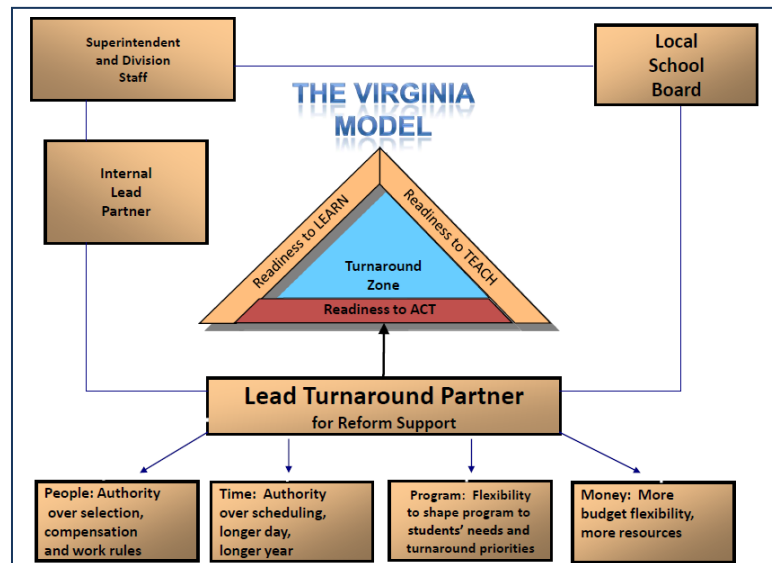 Superintendent
and Division
Staff
Local
School
Board
THE VIRGINIA
MODEL
Internal
Lead
Partner
Readiness to LEARN
Readiness to TEACH
Turnaround
Zone
Readiness to ACT
Lead Turnaround Partner
for Reform Support
People: Authority
over selection,
compensation
and work rules
Time: Authority
over scheduling,
longer day,
longer year
Program: Flexibility
to shape program to
students’ needs and
turnaround priorities
Money: More
budget flexibility,
more resources